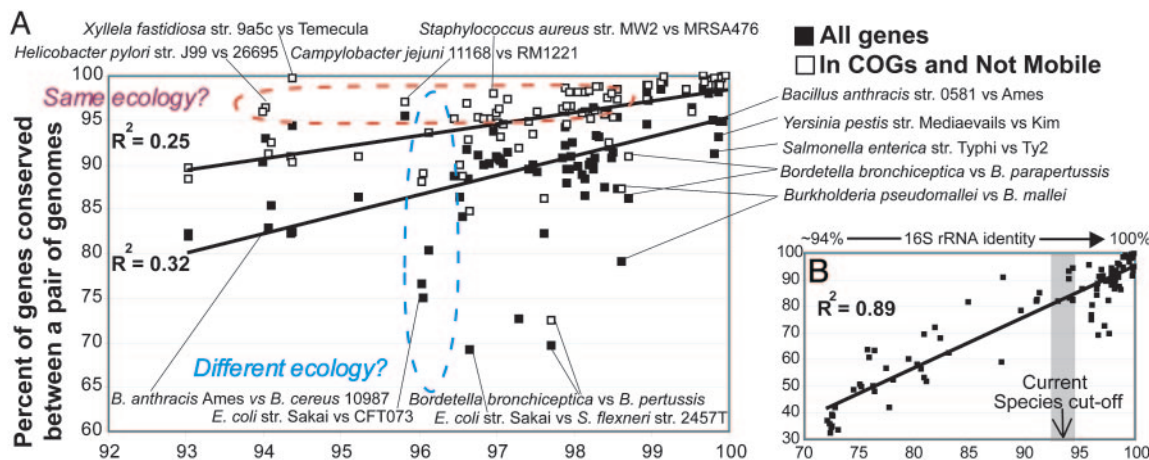 A
Xyllela fastidiosa str. 9a5c vs Temecula
Staphylococcus aureus str. MW2 vs MRSA476
Helicobacter pylori str. J99 vs 26695
Campylobacter jejuni 11168 vs RM1221
All genes
In COGs and Not Mobile
Percent of genes conserved
between a pair of genomes
100
95
90
85
80
75
70
65
60
Same ecology?
R² = 0.25
R² = 0.32
Different ecology?
Bacillus anthracis str. 0581 vs Ames
Yersinia pestis str. Mediaevails vs Kim
Salmonella enterica str. Typhi vs Ty2
Bordetella bronchiceptica vs B. parapertussis
Burkholderia pseudomallei vs B. mallei
B. anthracis Ames vs B. cereus 10987
Bordetella bronchiceptica vs B. pertussis
E. coli str. Sakai vs CFT073
E. coli str. Sakai vs S. flexneri str. 2457T
92 93 94 95 96 97 98 99 100
~94% 16S rRNA identity 100%
B
100
90
80
70
60
50
40
30
R² = 0.89
Current
Species cut-off
70 75 80 85 90 95 100